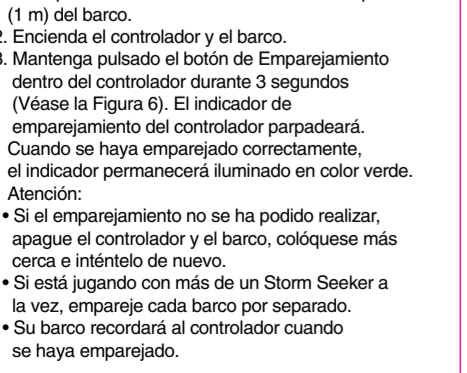 (1 m) del barco.
2. Encienda el controlador y el barco.
3. Mantenga pulsado el botón de Emparejamiento
dentro del controlador durante 3 segundos
(Véase la Figura 6). El indicador de
emparejamiento del controlador parpadeará.
Cuando se haya emparejado correctamente,
el indicador permanecerá iluminado en color verde.
Atención:
• Si el emparejamiento no se ha podido realizar,
apague el controlador y el barco, colóquese más
cerca e inténtelo de nuevo.
• Si está jugando con más de un Storm Seeker a
la vez, empareje cada barco por separado.
• Su barco recordará al controlador cuando
se haya emparejado.